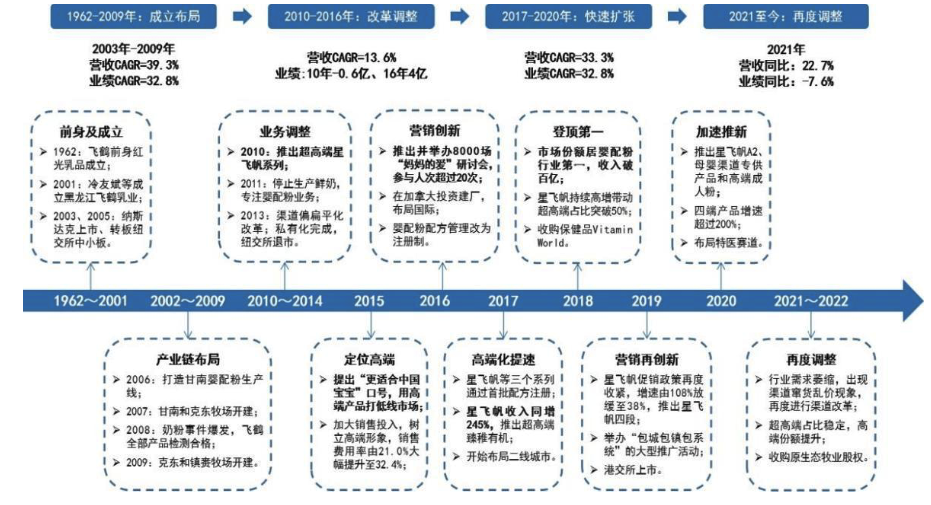 1962-2009年：成立布局
2010-2016年：改革调整
2017-2020年：快速扩张
2021至今：再度调整
2003年-2009年
营收CAGR=39.3%
业绩CAGR=32.8%
营收CAGR=13.6%
业绩:10年-0.6亿、16年4亿
营收CAGR=33.3%
业绩CAGR=32.8%
2021年
营收同比：22.7%
业绩同比：-7.6%
前身及成立
1962：飞鹤前身红
光乳品成立；
2001：冷友斌等成
立黑龙江飞鹤乳业；
2003、2005：纳斯
达克上市、转板纽
交所中小板。
业务调整
2010：推出超高端星
飞帆系列；
2011：停止生产鲜奶，
专注婴配粉业务；
2013：渠道偏扁平化
改革；私有化完成，
纽交所退市。
营销创新
推出并举办8000场
“妈妈的爱”研讨会，
参与人次超过20次；
在加拿大投资建厂，
布局国际；
婴配粉配方管理改为
注册制。
登顶第一
市场份额居婴配粉
行业第一，收入破
百亿；
星飞帆持续高增带动
超高端占比突破50%；
收购保健品Vitamin
World。
加速推新
推出星飞帆A2、
母婴渠道专供
产品和高端成
人粉；
四端产品增速
超过200%；
布局特医赛道。
1962～2001
2002～2009
2010～2014
2015
2016
2017
2018
2019
2020
2021～2022
产业链布局
2006：打造甘南婴配粉生产
线；
2007：甘南和克东牧场开建；
2008：奶粉事件爆发，飞鹤
全部产品检测合格；
2009：克东和镇赉牧场开建。
定位高端
提出“更适合中国
宝宝”口号，用高
端产品打低线市场；
加大销售投入，树
立高端形象，销售
费用率由21.0%大
幅提升至32.4%；
高端化提速
星飞帆等三个系列
通过首批配方注册；
星飞帆收入同增
245%，推出超高端
臻稚有机；
开始布局二线城市。
营销再创新
星飞帆促销政策再度
收紧，增速由108%放
缓至38%，推出星飞
帆四段；
举办“包城包镇包系
统”的大型推广活动；
港交所上市。
再度调整
行业需求萎缩，出现
渠道窜货乱价现象，
再度进行渠道改革；
超高端占比稳定，高
端份额提升；
收购原生态牧业股权。